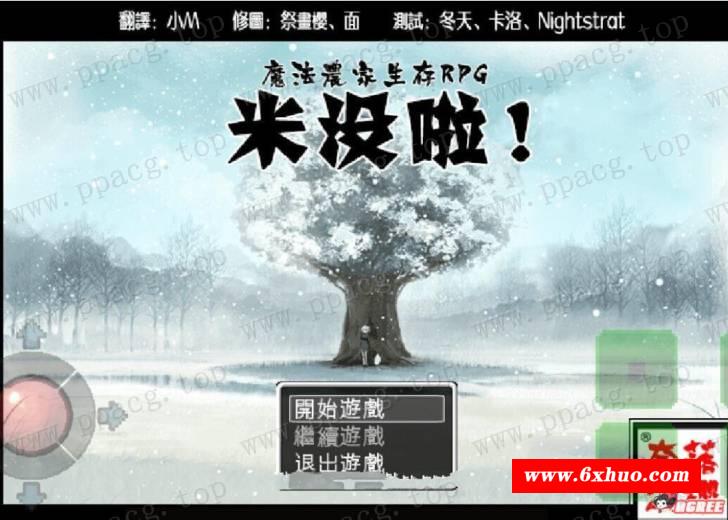 翻譯：小M 修圖：祭畫櫻、面 測試：冬天、卡洛、Nightstrat
魔法農家生存RPG
米没啦！
開始遊戲
繼續遊戲
退出遊戲
www.6xhuo.com
AGREE
www.ppacg.top